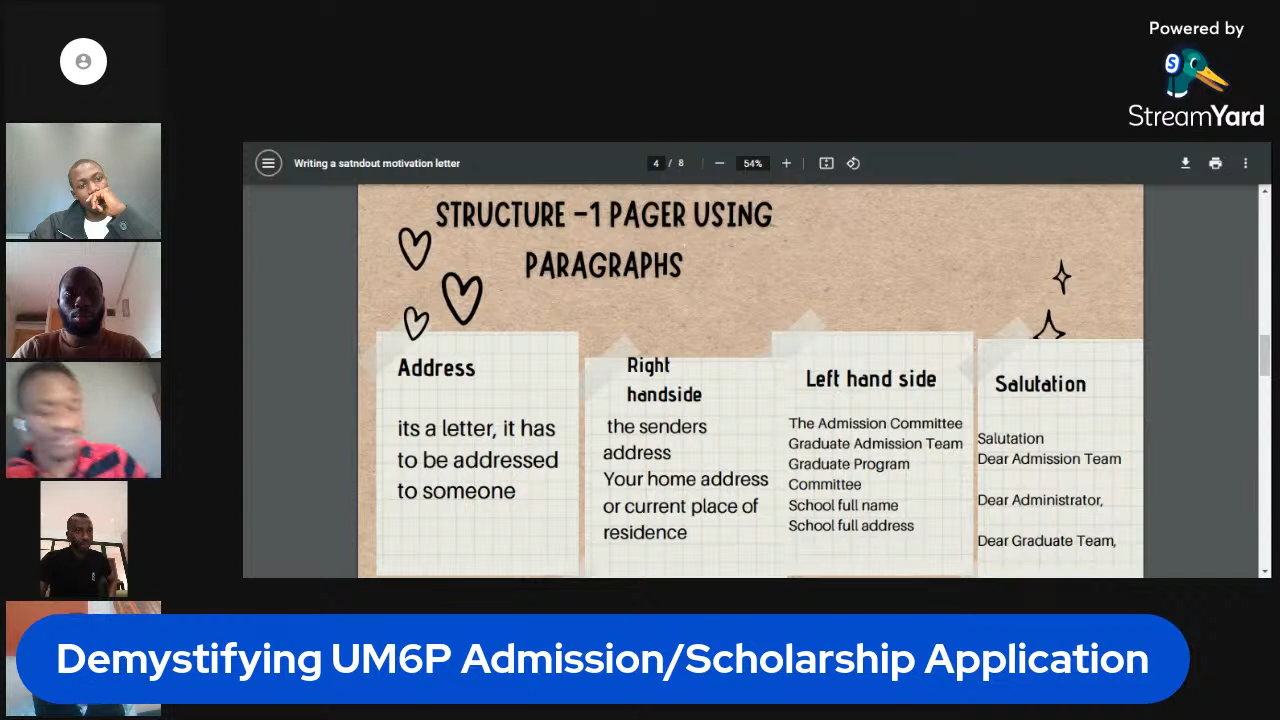 Powered by
S
StreamYard
Writing a satndout motivation letter
4 / 8
54%
STRUCTURE -1 PAGER USING
PARAGRAPHS
Address
its a letter, it has
to be addressed
to someone
Right
handside
the senders
address
Your home address
or current place of
residence
Left hand side
The Admission Committee
Graduate Admission Team
Graduate Program
Committee
School full name
School full address
Salutation
Salutation
Dear Admission Team
Dear Administrator,
Dear Graduate Team,
Demystifying UM6P Admission/Scholarship Application